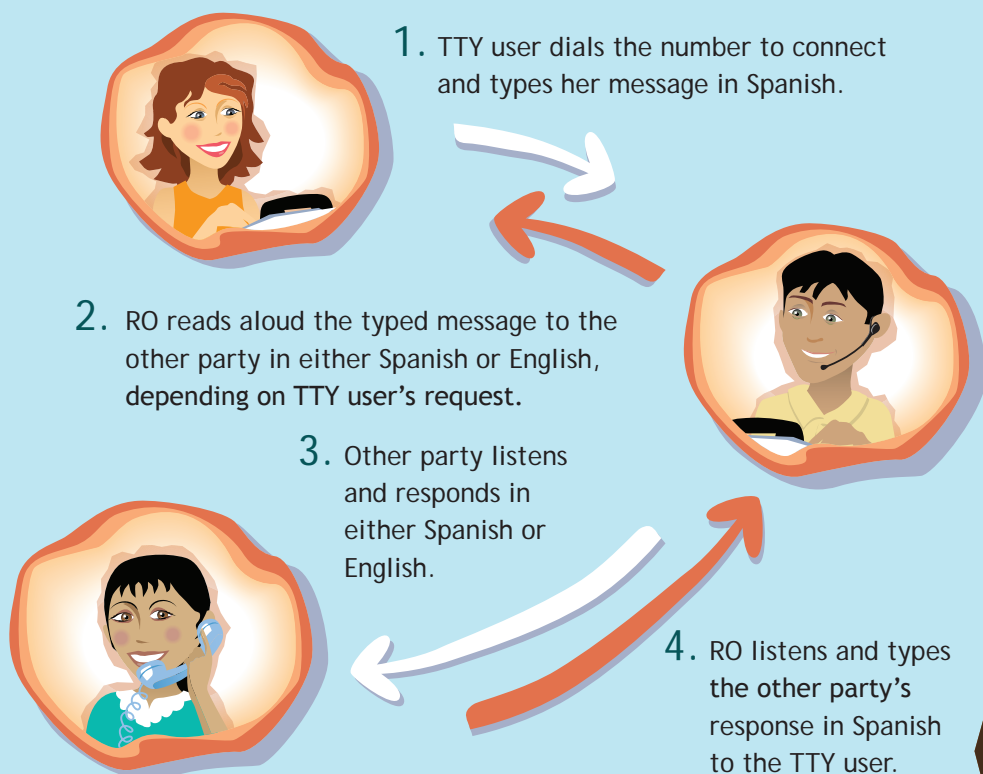 1. TTY user dials the number to connect
and types her message in Spanish.
2. RO reads aloud the typed message to the
other party in either Spanish or English,
depending on TTY user’s request.
3. Other party listens
and responds in
either Spanish or
English.
4. RO listens and types
the other party’s
response in Spanish
to the TTY user.